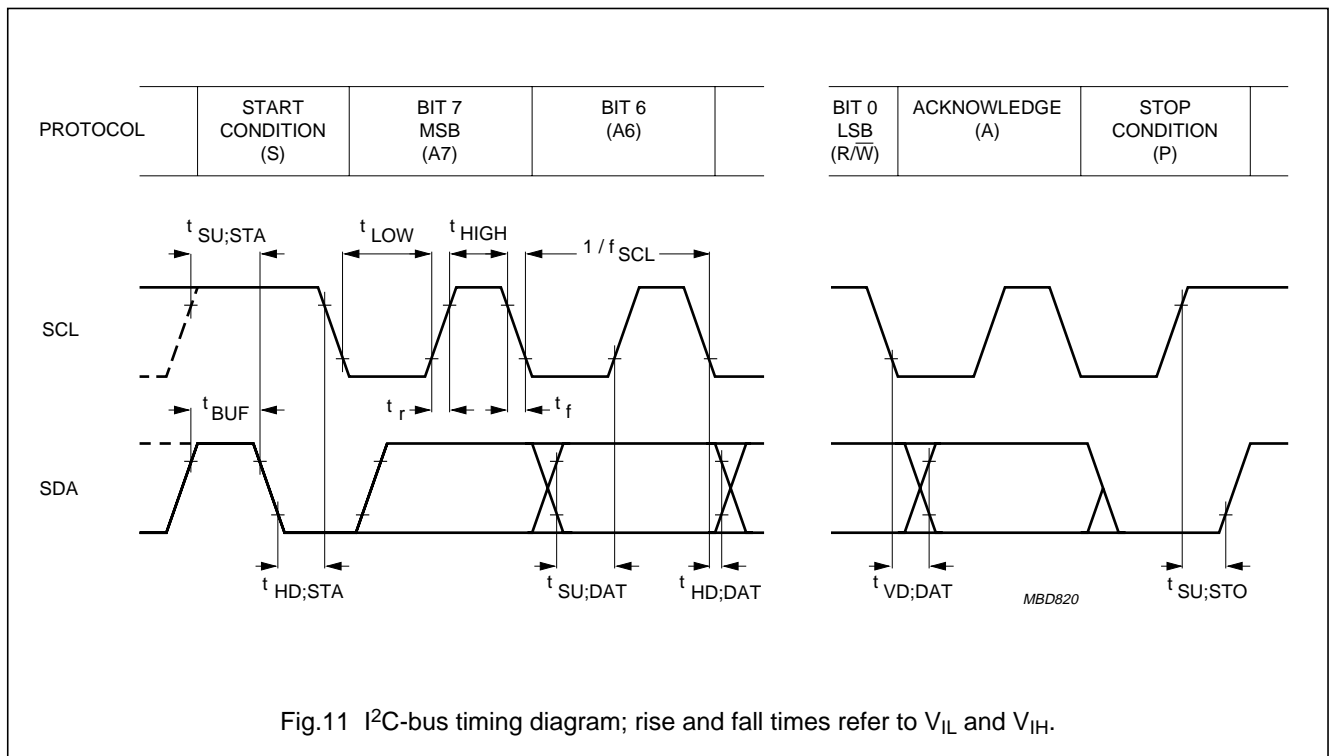 PROTOCOL
START
CONDITION
(S)
BIT 7
MSB
(A7)
BIT 6
(A6)
BIT 0
LSB
(R/W̅)
ACKNOWLEDGE
(A)
STOP
CONDITION
(P)
t SU;STA
t LOW
t HIGH
1 / f SCL
SCL
t BUF
t r
t f
SDA
t HD;STA
t SU;DAT
t HD;DAT
t VD;DAT
MBD820
t SU;STO
Fig.11 I²C-bus timing diagram; rise and fall times refer to VIL and VIH.